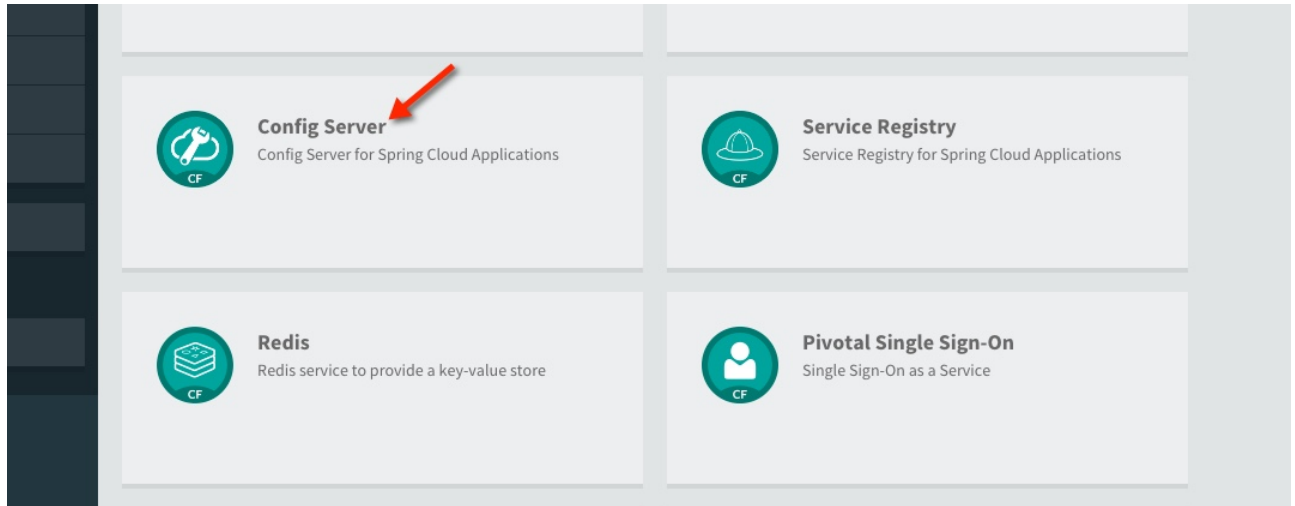 Config Server
Config Server for Spring Cloud Applications
CF
Service Registry
Service Registry for Spring Cloud Applications
CF
Redis
Redis service to provide a key-value store
CF
Pivotal Single Sign-On
Single Sign-On as a Service
CF